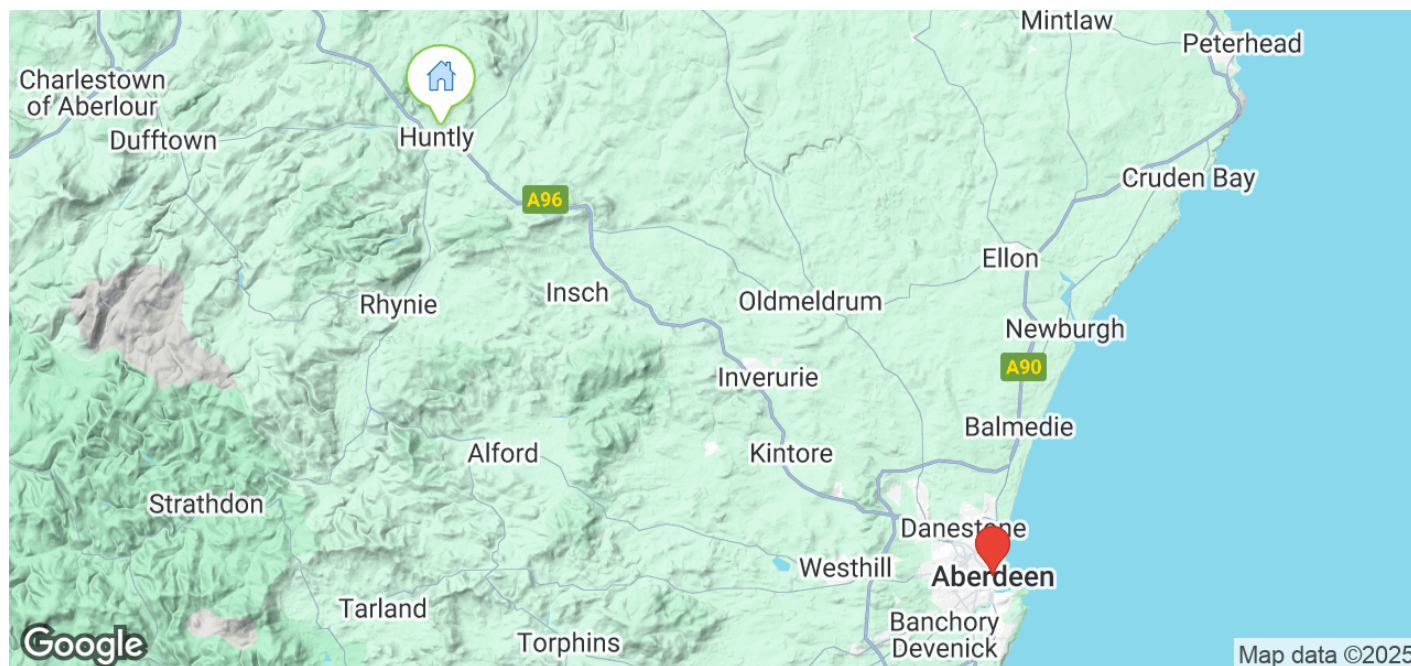 Mintlaw
Peterhead
Charlestown
of Aberlour
Dufftown
Huntly
Cruden Bay
A96
Ellon
Insch
Oldmeldrum
Rhynie
Newburgh
A90
Inverurie
Balmedie
Alford
Kintore
Strathdon
Danestone
Westhill
Aberdeen
Tarland
Banchory
Devenick
Torphins
Google
Map data ©2025